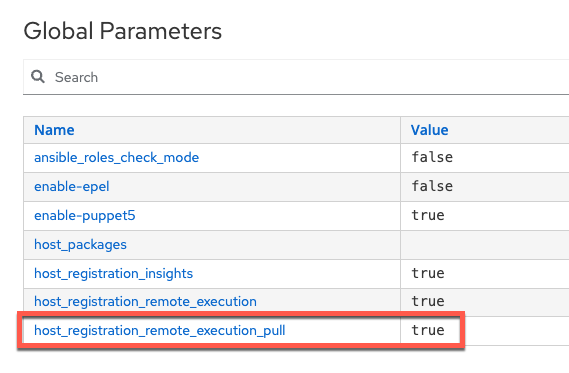 Global Parameters
Search
Name Value
ansible_roles_check_mode false
enable-epel false
enable-puppet5 true
host_packages
host_registration_insights true
host_registration_remote_execution true
host_registration_remote_execution_pull true